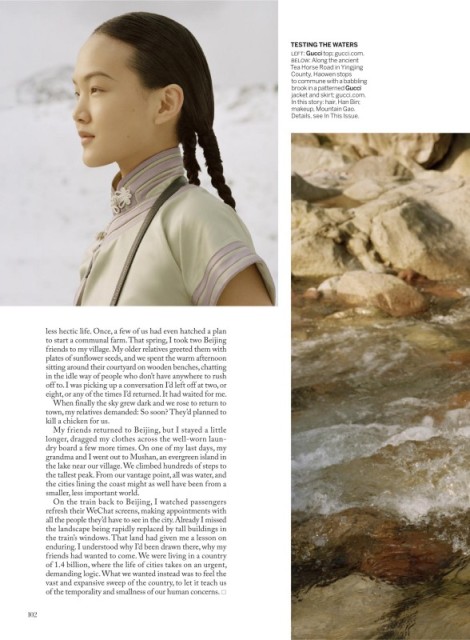 TESTING THE WATERS
LEFT: Gucci top; gucci.com.
BELOW: Along the ancient
Tea Horse Road in Yingjing
County, Haowen stops
to commune with a babbling
brook in a patterned Gucci
jacket and skirt; gucci.com.
In this story: hair, Han Bin;
makeup, Mountain Gao.
Details, see In This Issue.
less hectic life. Once, a few of us had even hatched a plan
to start a communal farm. That spring, I took two Beijing
friends to my village. My older relatives greeted them with
plates of sunflower seeds, and we spent the warm afternoon
sitting around their courtyard on wooden benches, chatting
in the idle way of people who don't have anywhere to rush
off to. I was picking up a conversation I'd left off at two, or
eight, or any of the times I'd returned. It had waited for me.
When finally the sky grew dark and we rose to return to
town, my relatives demanded: So soon? They'd planned to
kill a chicken for us.
My friends returned to Beijing, but I stayed a little
longer, dragged my clothes across the well-worn laun-
dry board a few more times. On one of my last days, my
grandma and I went out to Mushan, an evergreen island in
the lake near our village. We climbed hundreds of steps to
the tallest peak. From our vantage point, all was water, and
the cities lining the coast might as well have been from a
smaller, less important world.
On the train back to Beijing, I watched passengers
refresh their WeChat screens, making appointments with
all the people they'd have to see in the city. Already I missed
the landscape being rapidly replaced by tall buildings in
the train's windows. That land had given me a lesson on
enduring. I understood why I'd been drawn there, why my
friends had wanted to come. We were living in a country
of 1.4 billion, where the life of cities takes on an urgent,
demanding logic. What we wanted instead was to feel the
vast and expansive sweep of the country, to let it teach us
of the temporality and smallness of our human concerns. □
102